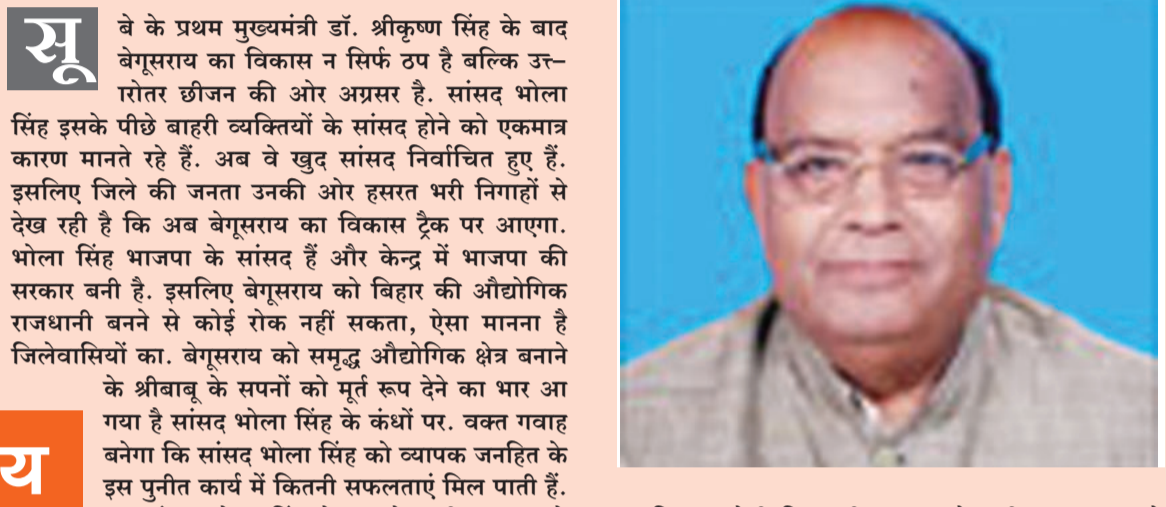 सूबे के प्रथम मुख्यमंत्री डॉ. श्रीकृष्ण सिंह के बाद
बेगूसराय का विकास न सिर्फ ठप है बल्कि उत्त–
रोतर छीजन की ओर अग्रसर है. सांसद भोला
सिंह इसके पीछे बाहरी व्यक्तियों के सांसद होने को एकमात्र
कारण मानते रहे हैं. अब वे खुद सांसद निर्वाचित हुए हैं.
इसलिए जिले की जनता उनकी ओर हसरत भरी निगाहों से
देख रही है कि अब बेगूसराय का विकास ट्रैक पर आएगा.
भोला सिंह भाजपा के सांसद हैं और केन्द्र में भाजपा की
सरकार बनी है. इसलिए बेगूसराय को बिहार की औद्योगिक
राजधानी बनने से कोई रोक नहीं सकता, ऐसा मानना है
जिलेवासियों का. बेगूसराय को समृद्ध औद्योगिक क्षेत्र बनाने
के श्रीबाबू के सपनों को मूर्त रूप देने का भार आ
गया है सांसद भोला सिंह के कंधों पर. वक्त गवाह
बनेगा कि सांसद भोला सिंह को व्यापक जनहित के
इस पुनीत कार्य में कितनी सफलताएं मिल पाती हैं.
य